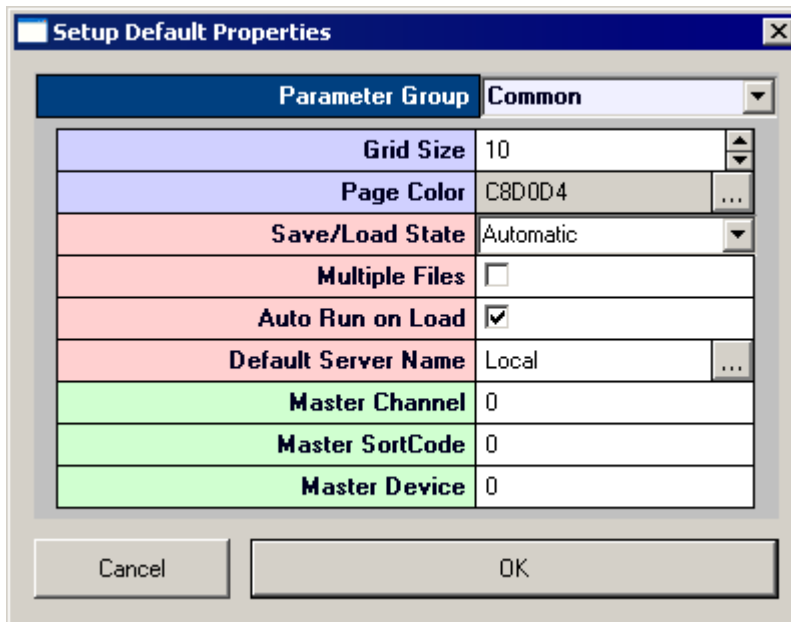 Setup Default Properties
Parameter Group Common
Grid Size 10
Page Color C8D0D4 ...
Save/Load State Automatic
Multiple Files
Auto Run on Load
Default Server Name Local ...
Master Channel 0
Master SortCode 0
Master Device 0
Cancel OK